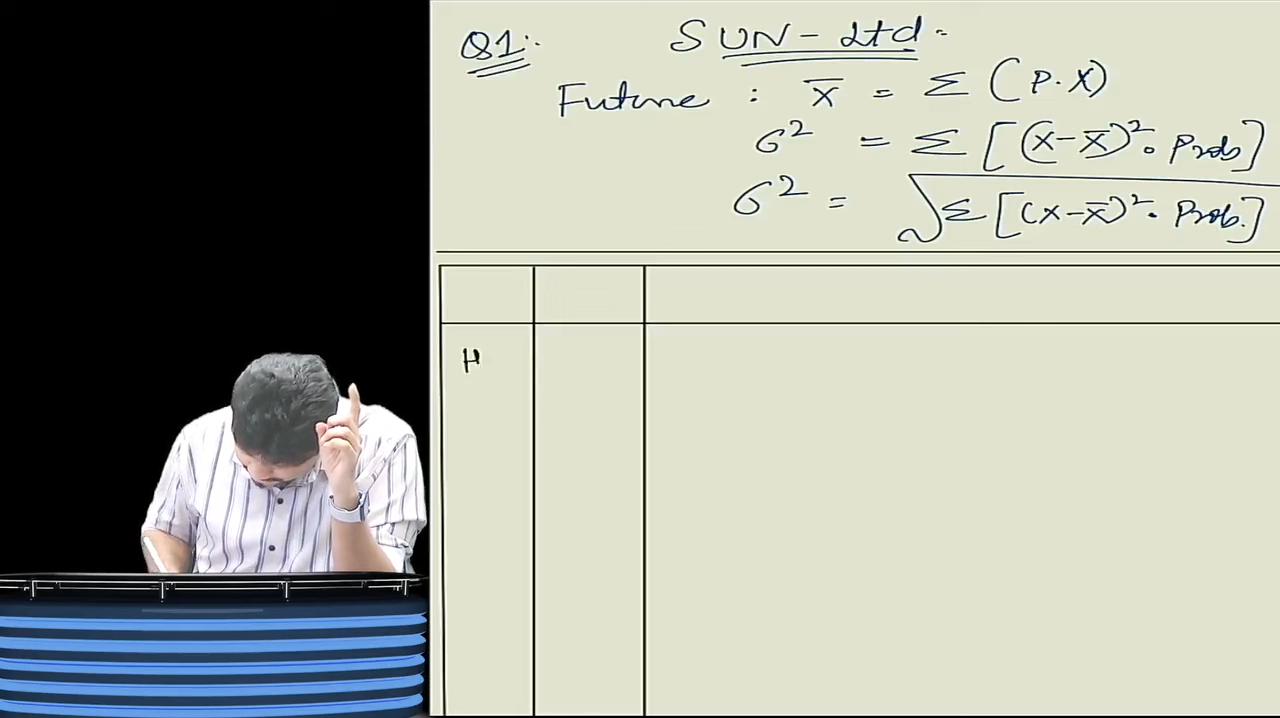 Q1:
SUN - Ltd.
Future : x̄ = Σ (P.X)
σ² = Σ [(x-x̄)². Prob]
σ² = √Σ [(x-x̄)². Prob.]
H